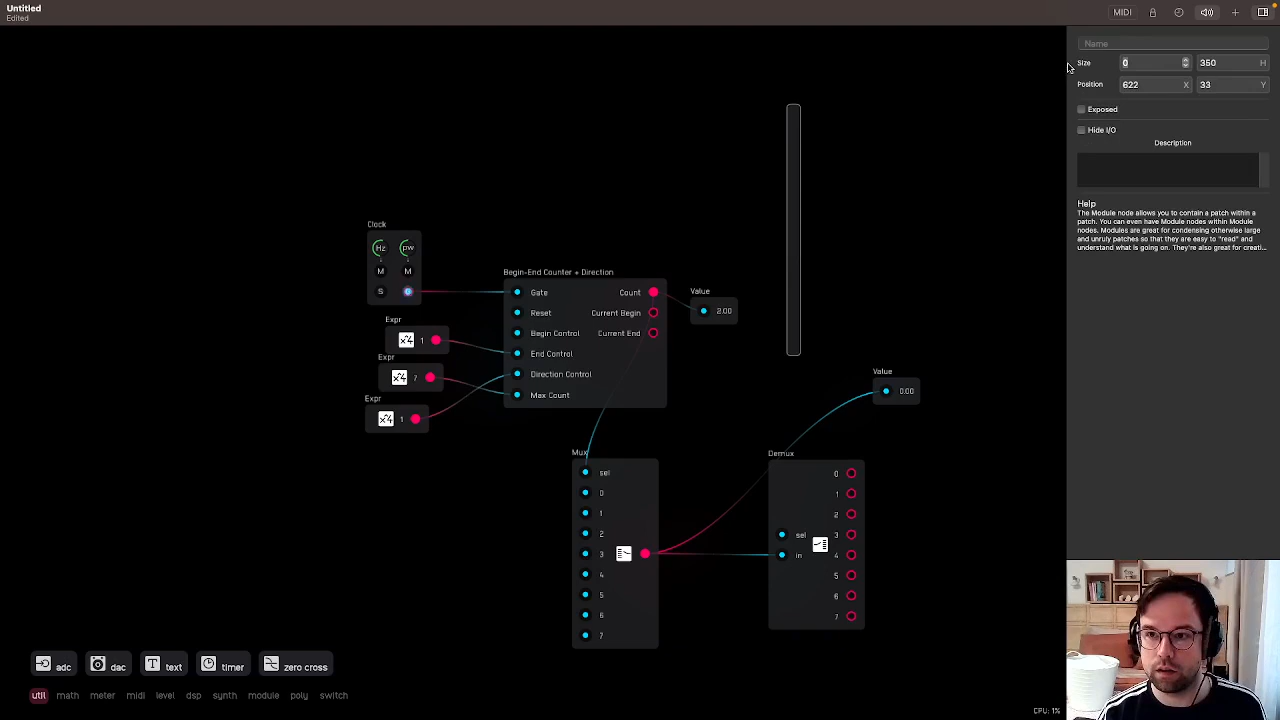 Untitled
Edited
MIDI
Name
Size 0 350 H
Position 622 X 33 Y
Exposed
Hide I/O
Description
Help
The Module node allows you to contain a patch within a
patch. You can even have Module nodes within Module
nodes. Modules are great for condensing otherwise large
and unruly patches so that they are easy to "read" and
understand what is going on. They're also great for creati...
Clock
Hz pw
M M
S G
Begin-End Counter + Direction
Gate Count
Reset Current Begin
Begin Control Current End
End Control
Direction Control
Max Count
Value
2.00
Expr
x^4 1
Expr
x^4 7
Expr
x^4 1
Value
0.00
Mux
sel
0
1
2
3
4
5
6
7
Demux
0
1
2
sel 3
in 4
5
6
7
adc dac T text timer zero cross
util math meter midi level dsp synth module poly switch
CPU: 1%